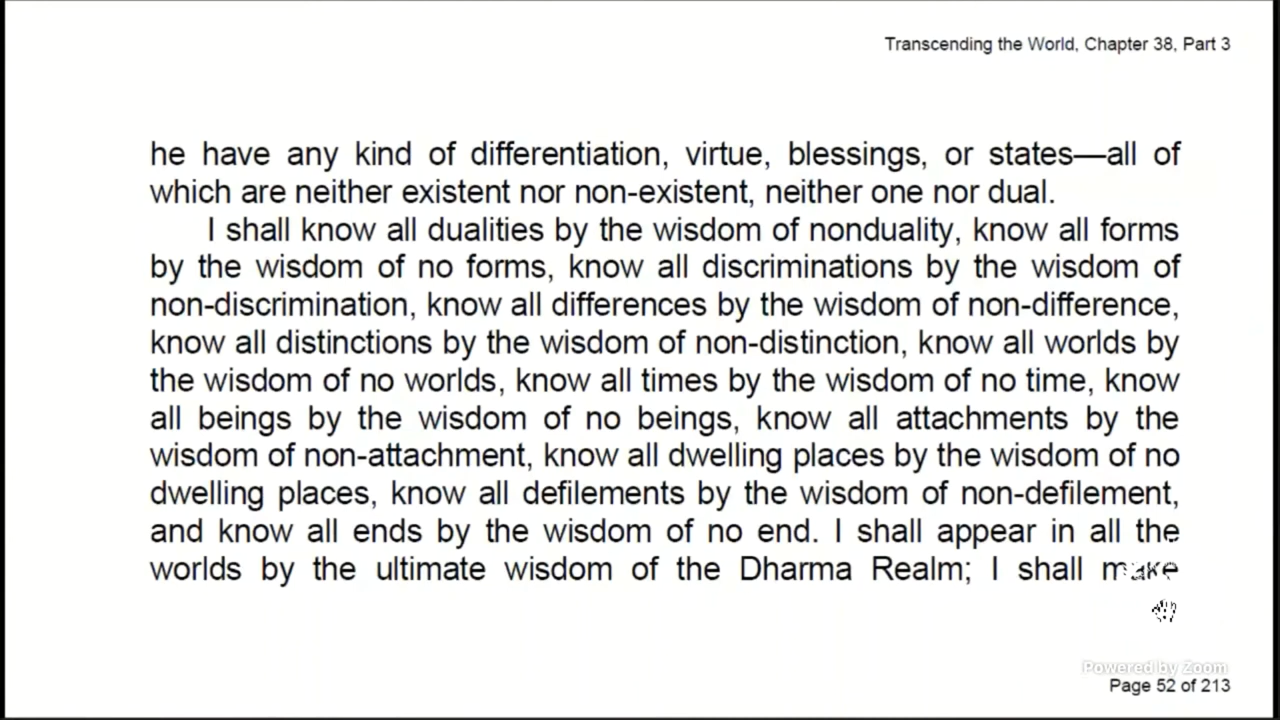 Transcending the World, Chapter 38, Part 3
he have any kind of differentiation, virtue, blessings, or states—all of
which are neither existent nor non-existent, neither one nor dual.
I shall know all dualities by the wisdom of nonduality, know all forms
by the wisdom of no forms, know all discriminations by the wisdom of
non-discrimination, know all differences by the wisdom of non-difference,
know all distinctions by the wisdom of non-distinction, know all worlds by
the wisdom of no worlds, know all times by the wisdom of no time, know
all beings by the wisdom of no beings, know all attachments by the
wisdom of non-attachment, know all dwelling places by the wisdom of no
dwelling places, know all defilements by the wisdom of non-defilement,
and know all ends by the wisdom of no end. I shall appear in all the
worlds by the ultimate wisdom of the Dharma Realm; I shall make
Powered by Zoom
Page 52 of 213